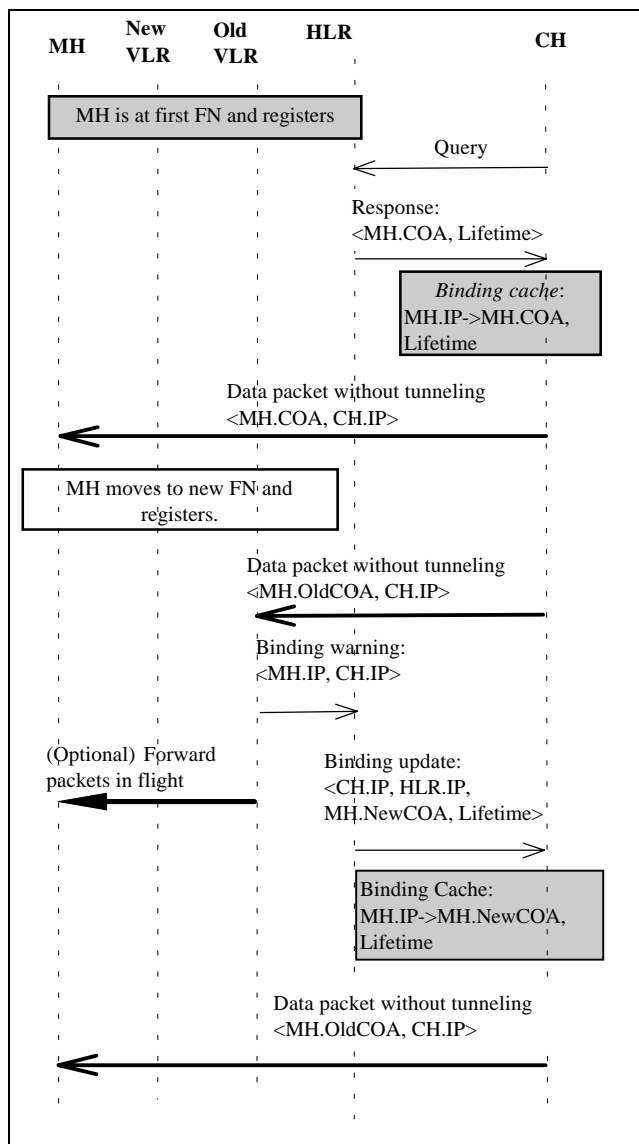 MH
New
VLR
Old
VLR
HLR
CH
MH is at first FN and registers
Query
Response:
<MH.COA, Lifetime>
Binding cache:
MH.IP->MH.COA,
Lifetime
Data packet without tunneling
<MH.COA, CH.IP>
MH moves to new FN and
registers.
Data packet without tunneling
<MH.OldCOA, CH.IP>
Binding warning:
<MH.IP, CH.IP>
(Optional) Forward
packets in flight
Binding update:
<CH.IP, HLR.IP,
MH.NewCOA, Lifetime>
Binding Cache:
MH.IP->MH.NewCOA,
Lifetime
Data packet without tunneling
<MH.OldCOA, CH.IP>